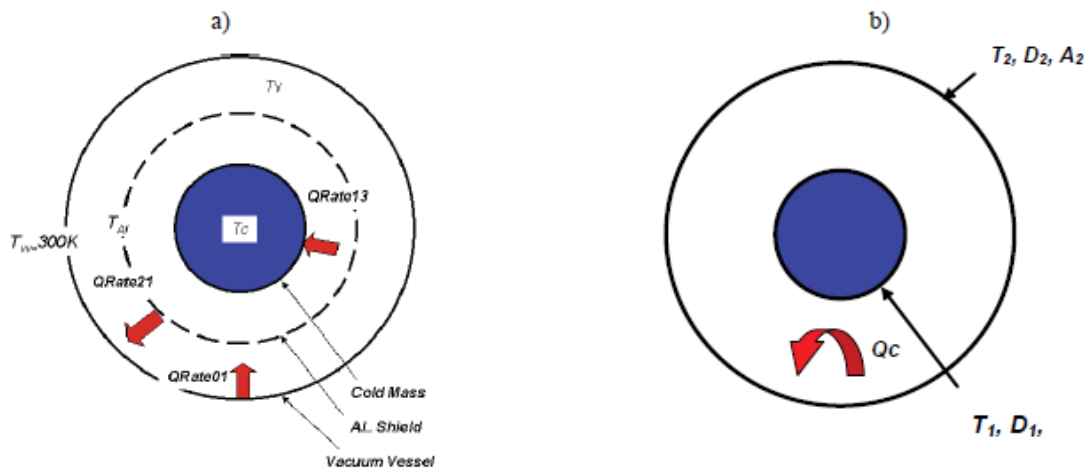 a)
b)
T2, D2, A2
TV
QRate13
Tc
TAl
Tw=300K
QRate21
QRate01
Qc
Cold Mass
AL. Shield
T1, D1,
Vacuum Vessel